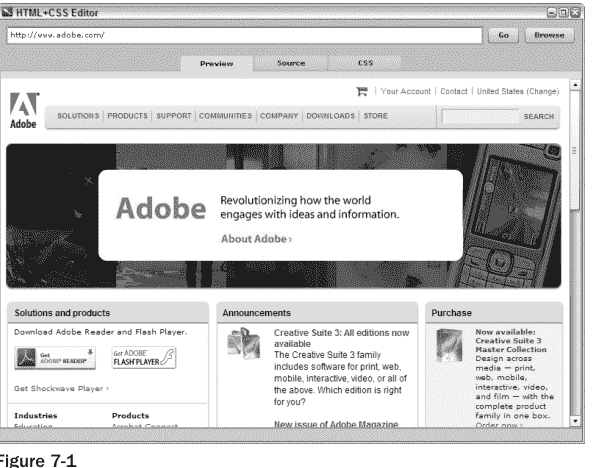 HTML+CSS Editor
http://www.adobe.com/
Go
Browse
Preview
Source
CSS
Your Account | Contact | United States (Change)
Adobe
SOLUTIONS | PRODUCTS | SUPPORT | COMMUNITIES | COMPANY | DOWNLOADS | STORE
SEARCH
Adobe
Revolutionizing how the world
engages with ideas and information.
About Adobe ›
Solutions and products
Download Adobe Reader and Flash Player.
Get
ADOBE® READER®
Get ADOBE®
FLASH® PLAYER
Get Shockwave Player ›
Industries
Products
Education
Acrobat Connect
Announcements
Creative Suite 3: All editions now
available
The Creative Suite 3 family
includes software for print, web,
mobile, interactive, video, or all of
the above. Which edition is right
for you?
New issue of Adobe Magazine
Purchase
Now available:
Creative Suite 3
Master Collection
Design across
media — print,
web, mobile,
interactive, video,
and film — with the
complete product
family in one box.
Order now ›
Figure 7-1